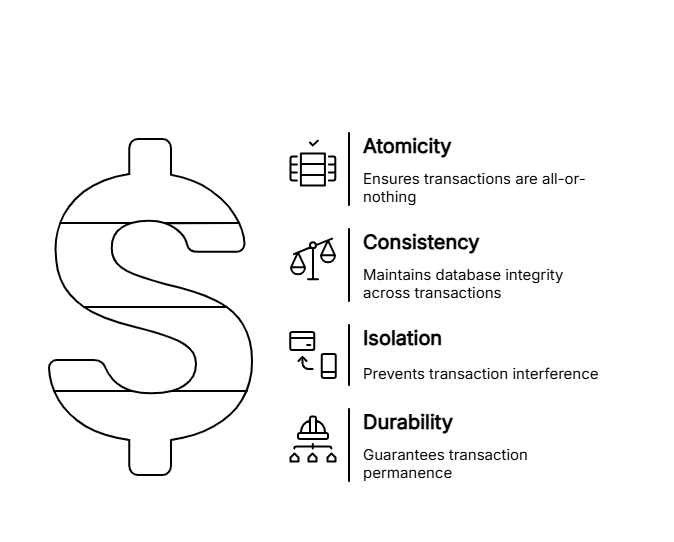 Atomicity
Ensures transactions are all-or-
nothing
Consistency
Maintains database integrity
across transactions
Isolation
Prevents transaction interference
Durability
Guarantees transaction
permanence